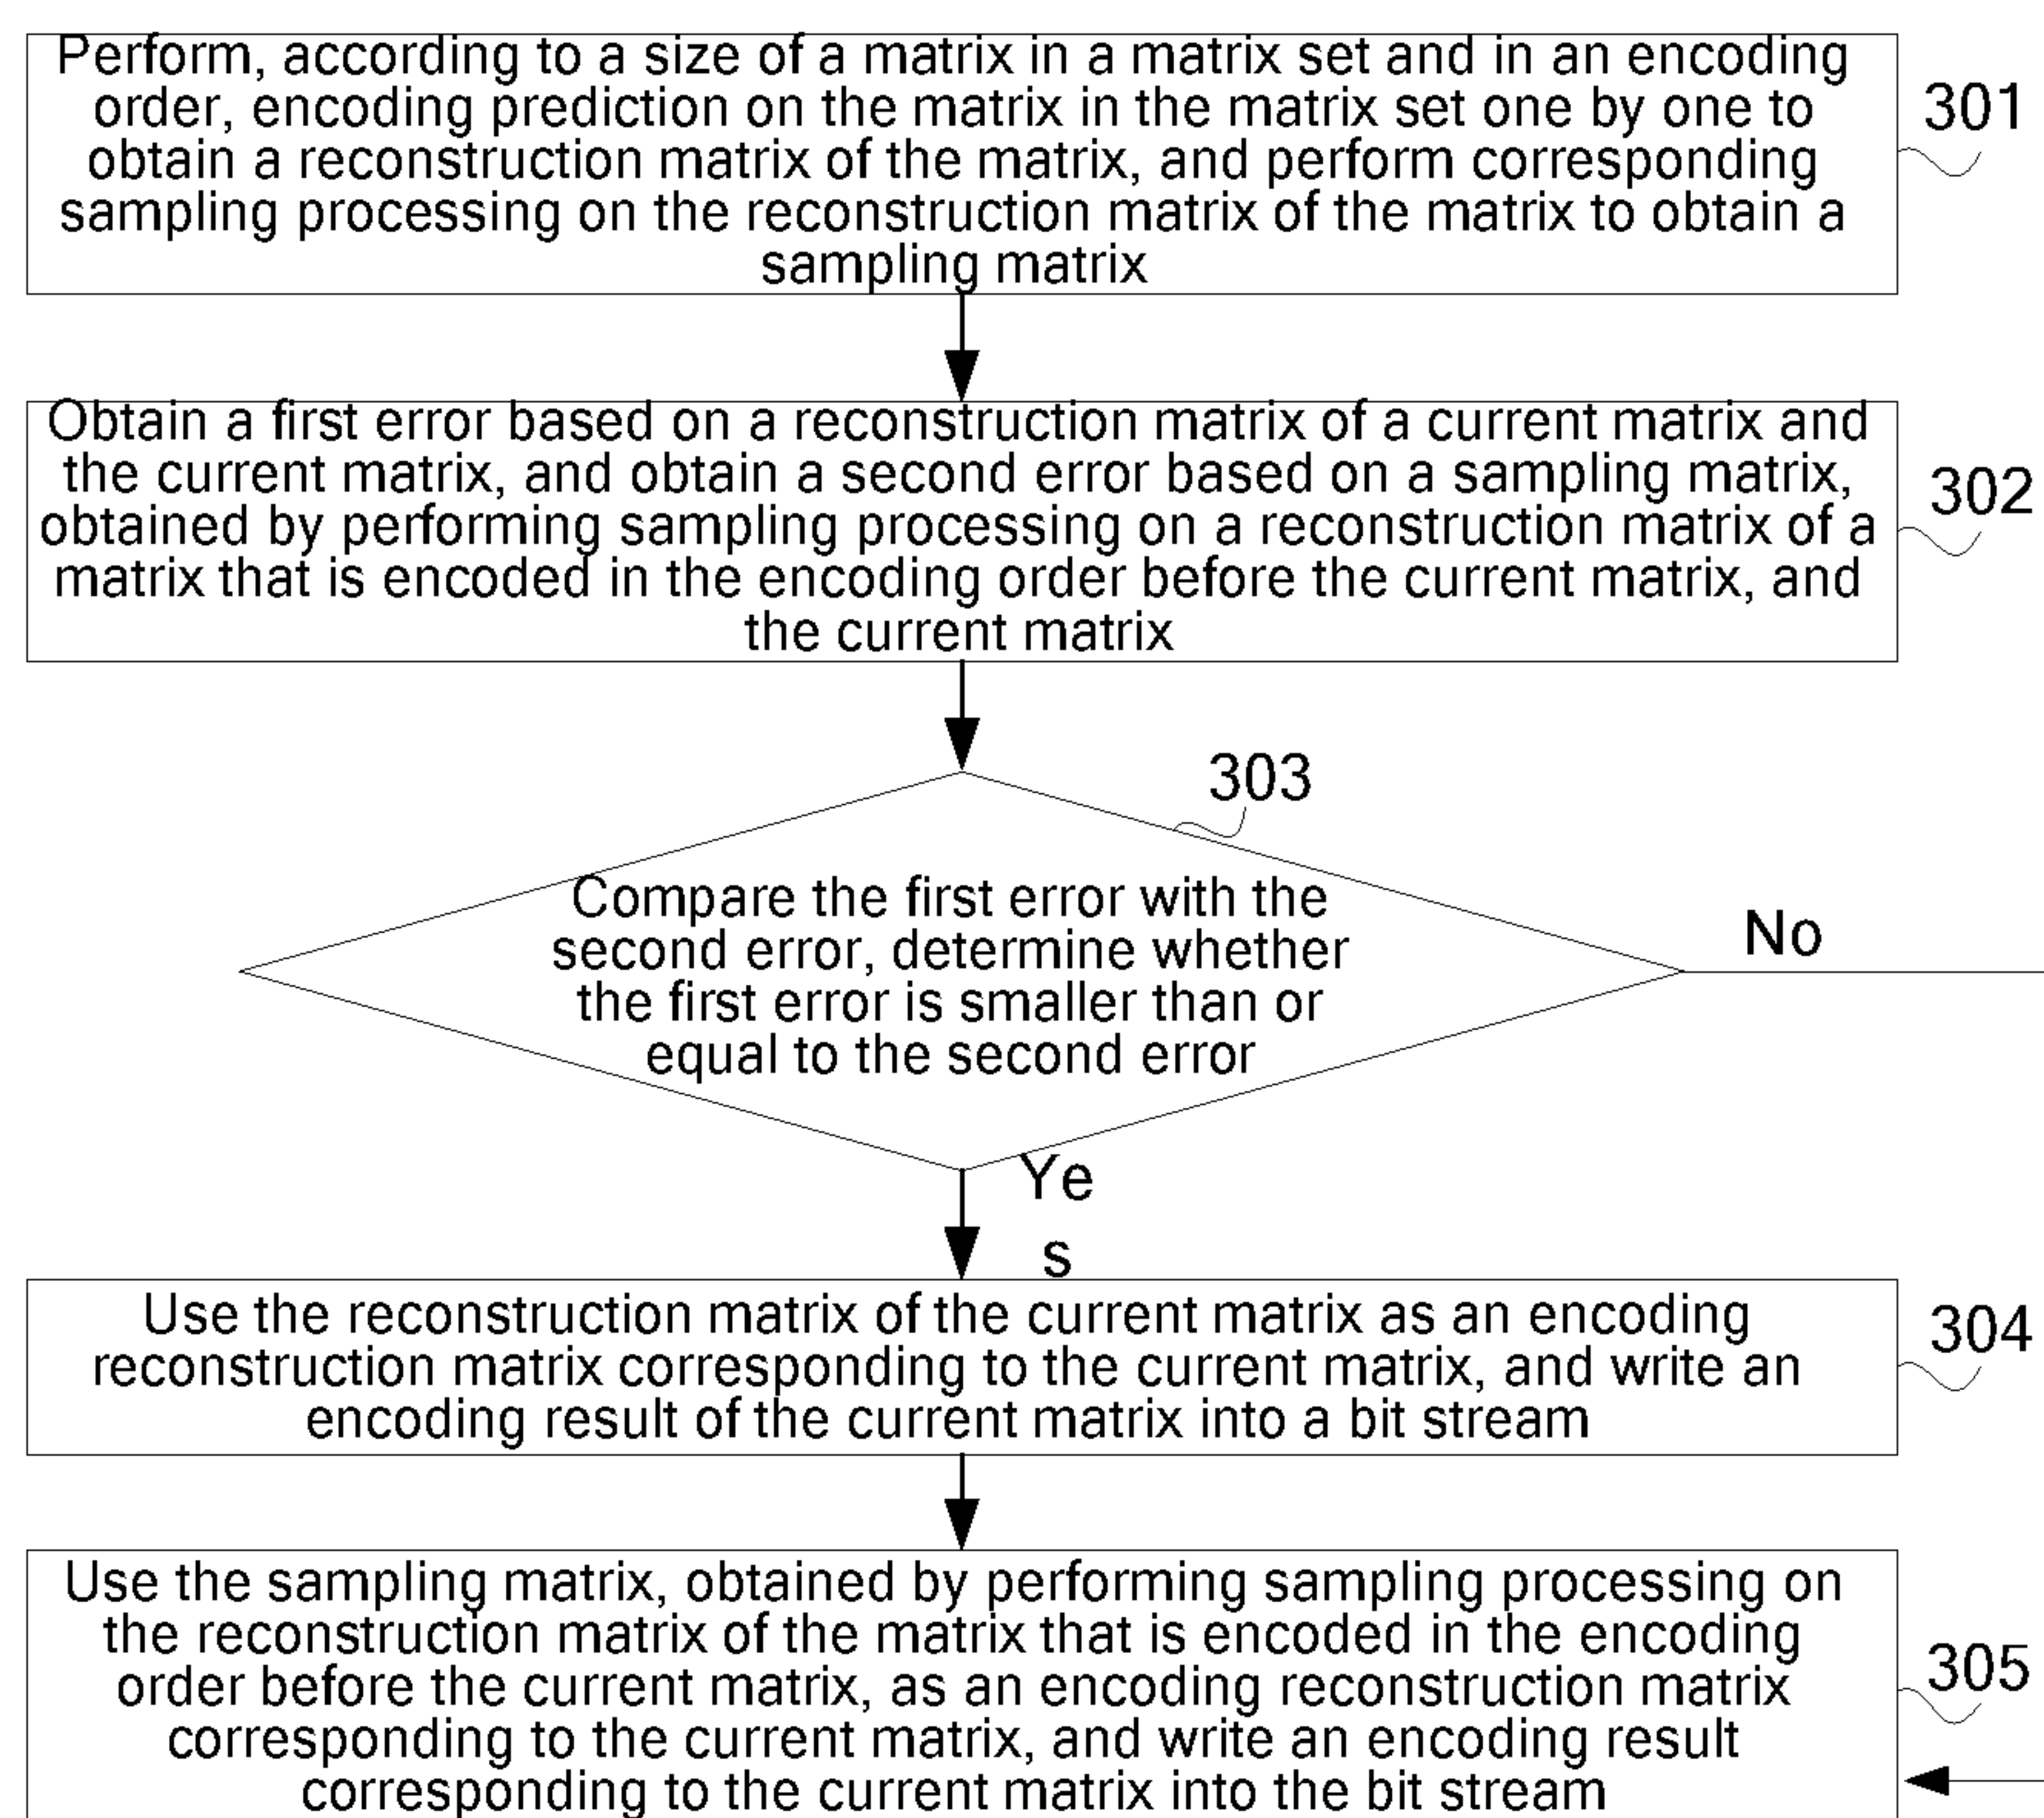 Perform, according to a size of a matrix in a matrix set and in an encoding
order, encoding prediction on the matrix in the matrix set one by one to
obtain a reconstruction matrix of the matrix, and perform corresponding
sampling processing on the reconstruction matrix of the matrix to obtain a
sampling matrix
301
Obtain a first error based on a reconstruction matrix of a current matrix and
the current matrix, and obtain a second error based on a sampling matrix,
obtained by performing sampling processing on a reconstruction matrix of a
matrix that is encoded in the encoding order before the current matrix, and
the current matrix
302
303
Compare the first error with the
second error, determine whether
the first error is smaller than or
equal to the second error
No
Ye
s
Use the reconstruction matrix of the current matrix as an encoding
reconstruction matrix corresponding to the current matrix, and write an
encoding result of the current matrix into a bit stream
304
Use the sampling matrix, obtained by performing sampling processing on
the reconstruction matrix of the matrix that is encoded in the encoding
order before the current matrix, as an encoding reconstruction matrix
corresponding to the current matrix, and write an encoding result
corresponding to the current matrix into the bit stream
305